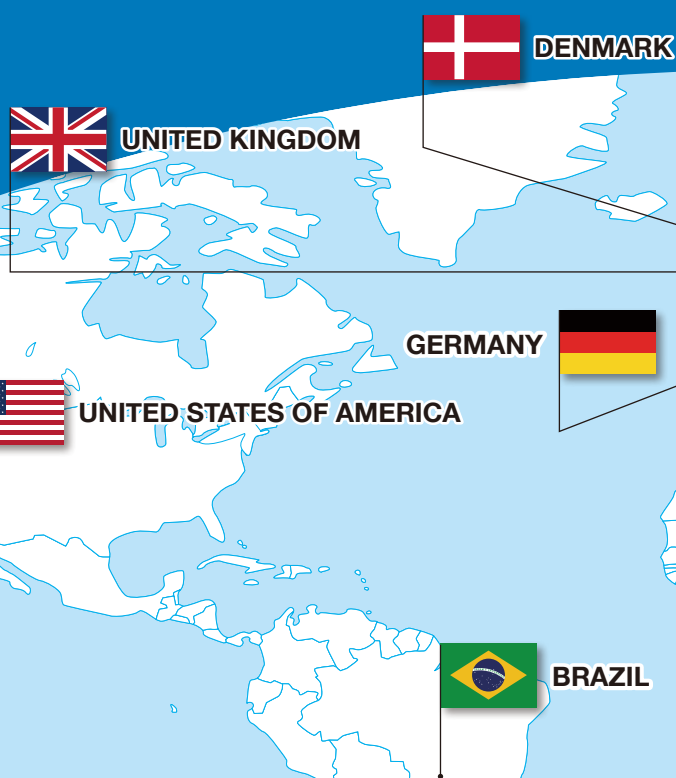 DENMARK
UNITED KINGDOM
GERMANY
UNITED STATES OF AMERICA
BRAZIL